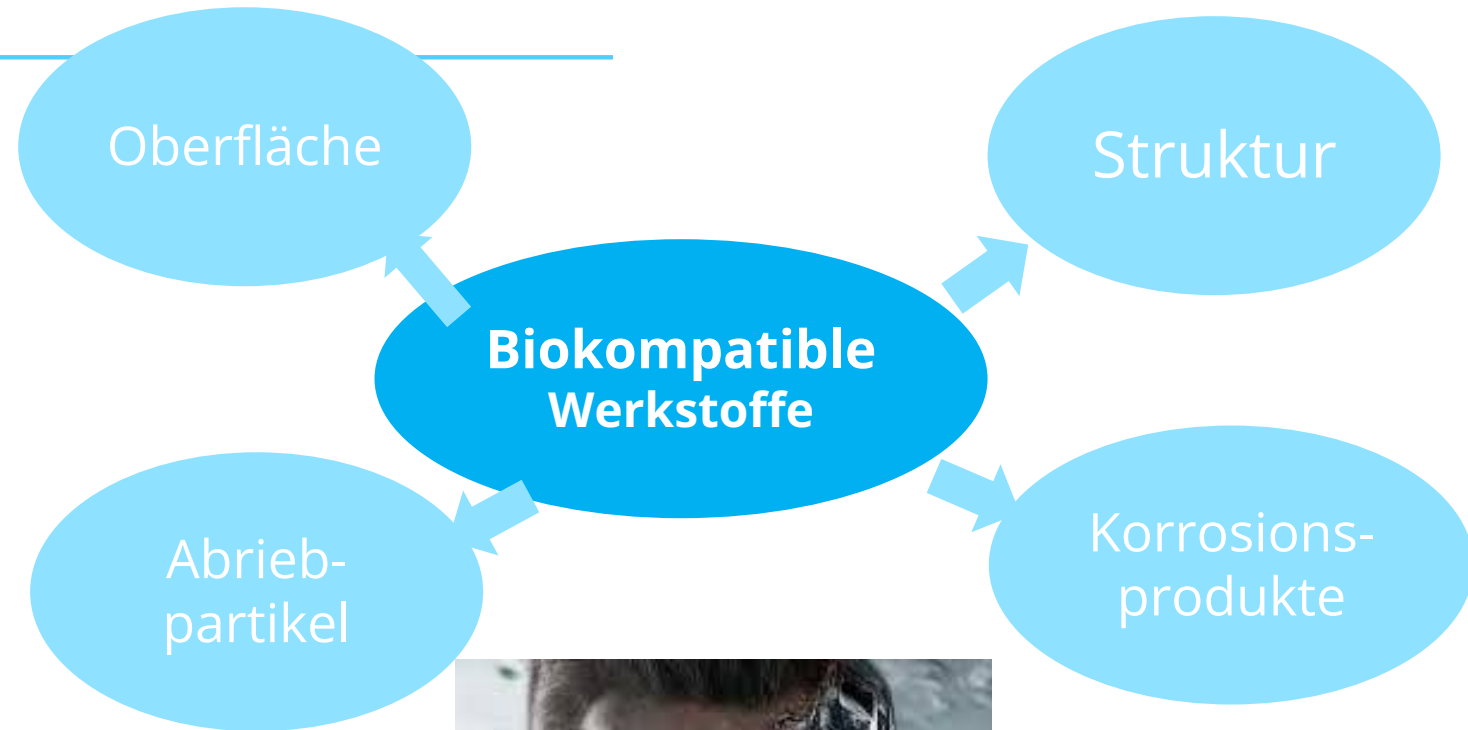 Oberfläche
Struktur
Biokompatible
Werkstoffe
Abrieb-
partikel
Korrosions-
produkte